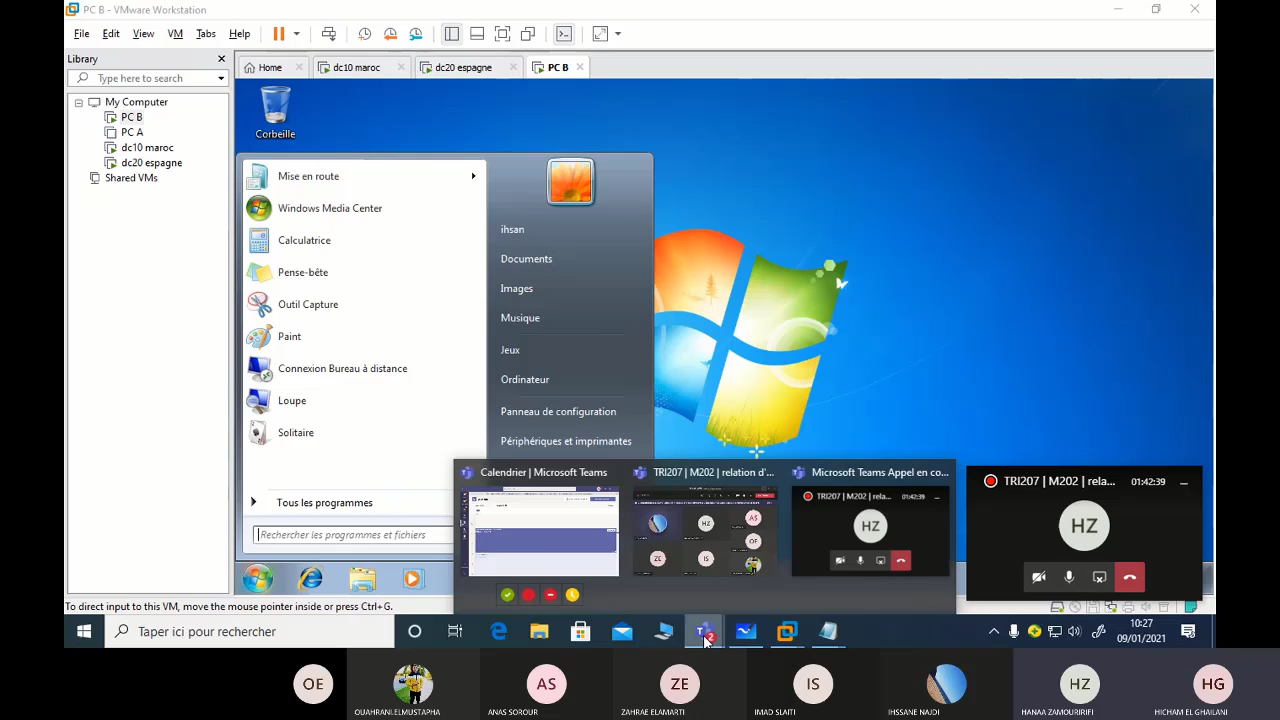 PC B - VMware Workstation
File Edit View VM Tabs Help
Library
Type here to search
My Computer
PC B
PC A
dc10 maroc
dc20 espagne
Shared VMs
Home
dc10 maroc
dc20 espagne
PC B
Corbeille
Mise en route
Windows Media Center
Calculatrice
Pense-bête
Outil Capture
Paint
Connexion Bureau à distance
Loupe
Solitaire
Tous les programmes
Rechercher les programmes et fichiers
ihsan
Documents
Images
Musique
Jeux
Ordinateur
Panneau de configuration
Périphériques et imprimantes
Calendrier | Microsoft Teams
TRI207 | M202 | relation d'...
Microsoft Teams Appel en co...
HZ
AS
OF
ZE
IS
TRI207 | M202 | rela...
01:42:39
HZ
TRI207 | M202 | rela...
01:42:39
HZ
To direct input to this VM, move the mouse pointer inside or press Ctrl+G.
Taper ici pour rechercher
2
10:27
09/01/2021
OE
AS
ZE
IS
HZ
HG
OUAHRANI.ELMUSTAPHA
ANAS SOROUR
ZAHRAE ELAMARTI
IMAD SLAITI
IHSSANE NAJDI
HANAA ZAMOURIRIFI
HICHAM EL GHAILANI